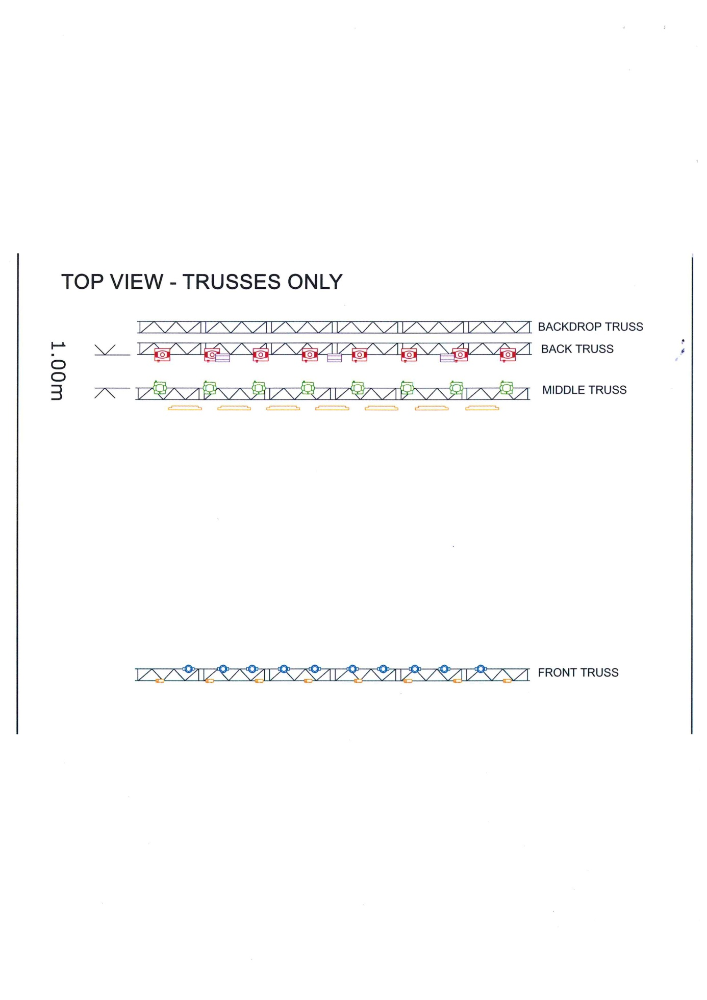 TOP VIEW - TRUSSES ONLY
BACKDROP TRUSS
1.00m
BACK TRUSS
MIDDLE TRUSS
FRONT TRUSS